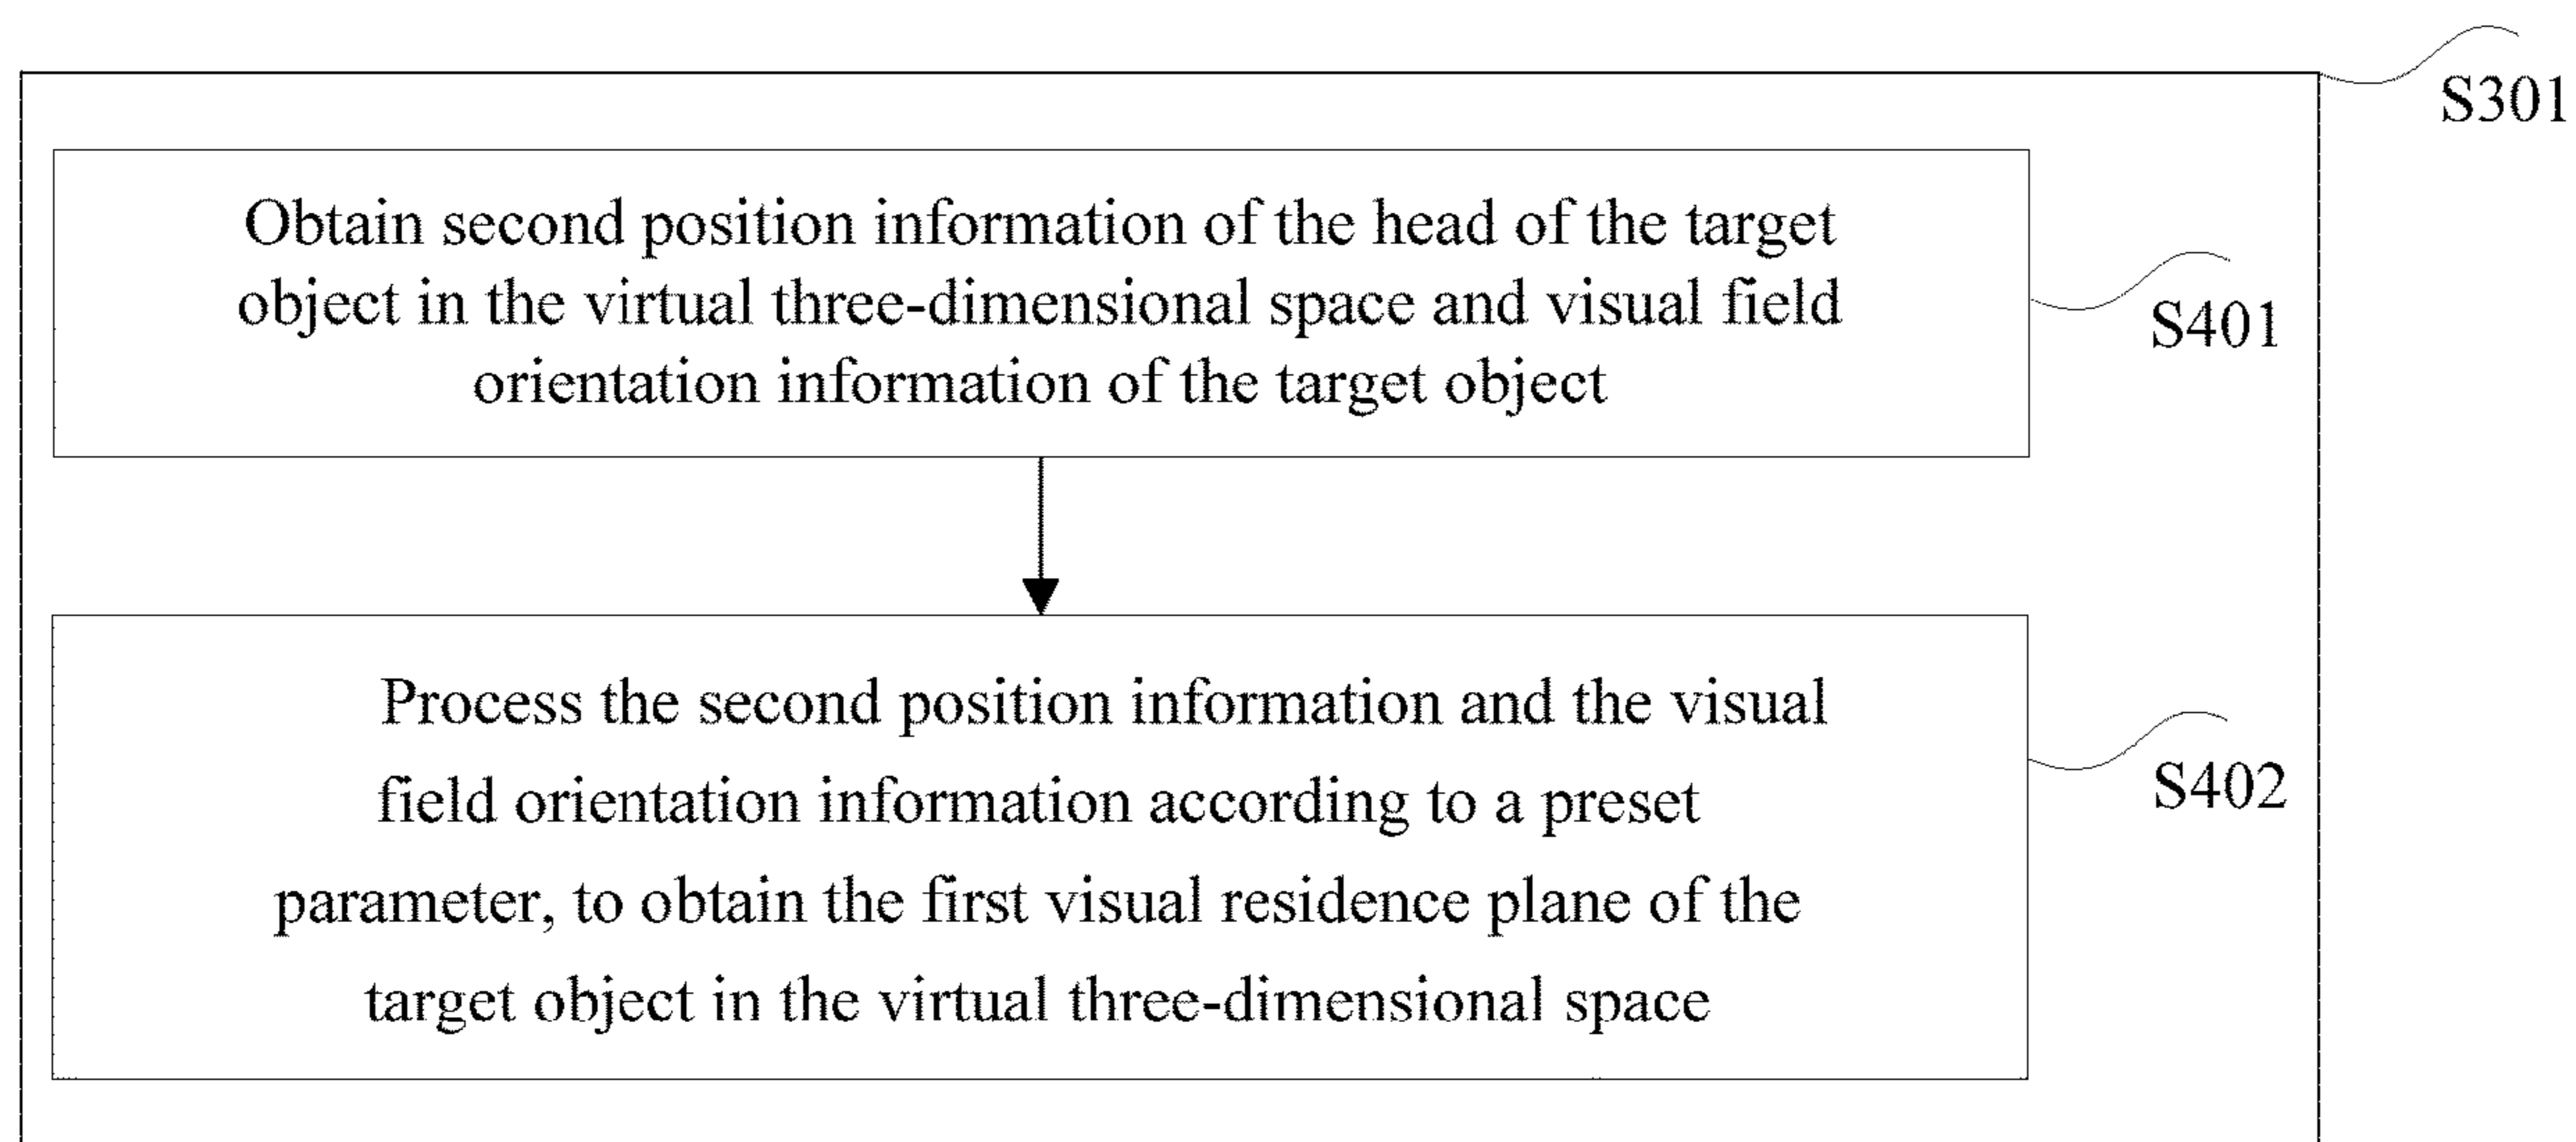 S301
Obtain second position information of the head of the target
object in the virtual three-dimensional space and visual field
orientation information of the target object
S401
Process the second position information and the visual
field orientation information according to a preset
parameter, to obtain the first visual residence plane of the
target object in the virtual three-dimensional space
S402